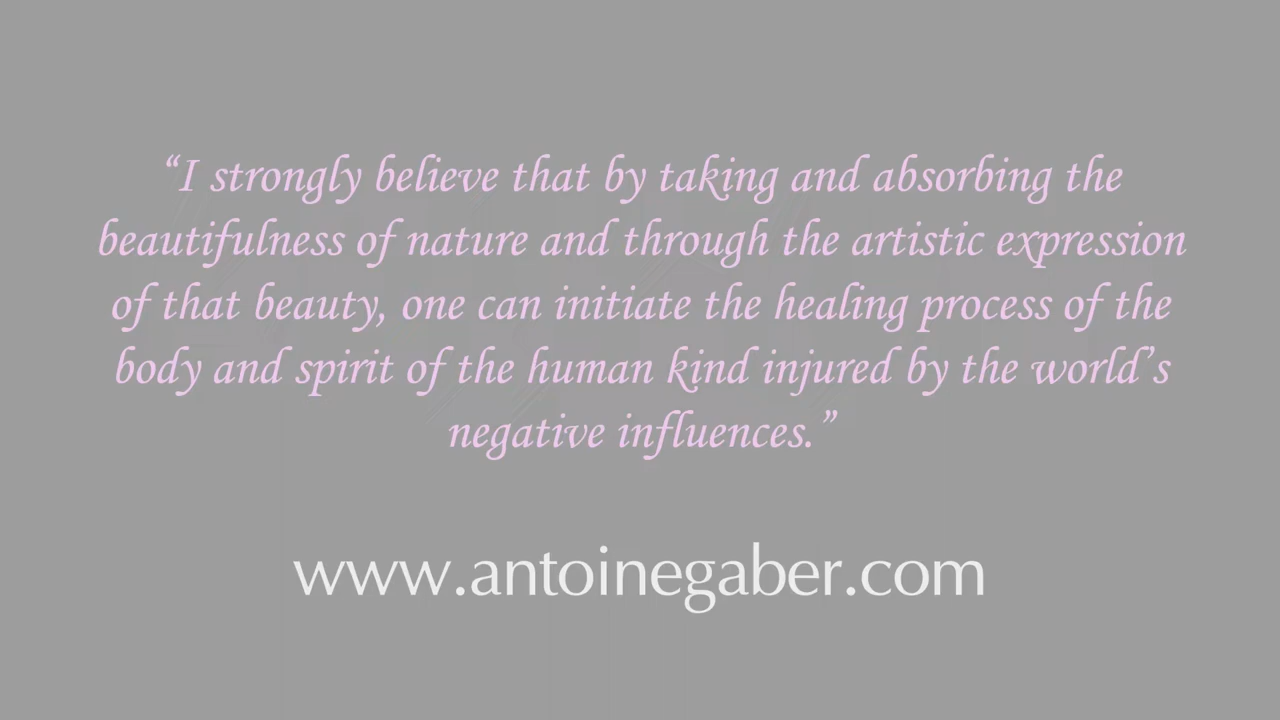 “I strongly believe that by taking and absorbing the
beautifulness of nature and through the artistic expression
of that beauty, one can initiate the healing process of the
body and spirit of the human kind injured by the world’s
negative influences.”
www.antoinegaber.com